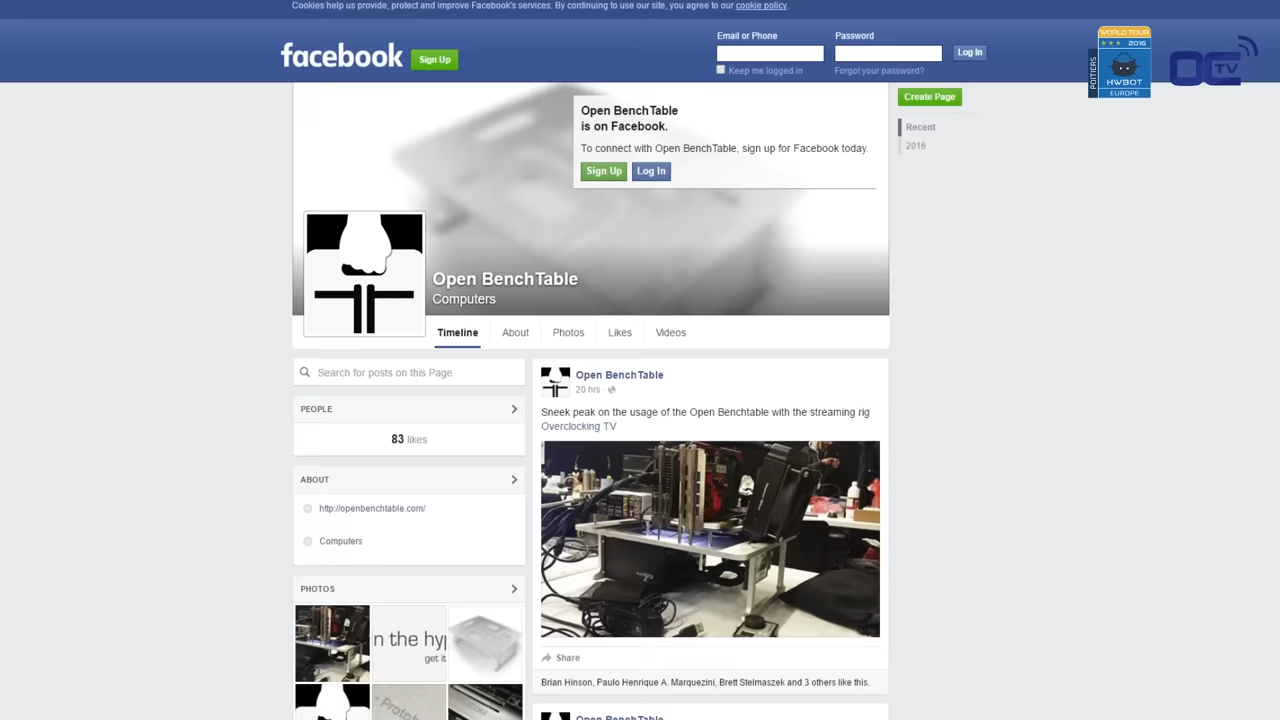 Cookies help us provide, protect and improve Facebook's services. By continuing to use our site, you agree to our cookie policy.
facebook
Sign Up
Email or Phone
Password
Log In
Keep me logged in
Forgot your password?
WORLD TOUR
2016
POITIERS
HWBOT
EUROPE
OC TV
Create Page
Recent
2016
Open BenchTable
is on Facebook.
To connect with Open BenchTable, sign up for Facebook today.
Sign Up
Log In
Open BenchTable
Computers
Timeline
About
Photos
Likes
Videos
Search for posts on this Page
PEOPLE
83 likes
ABOUT
http://openbenchtable.com/
Computers
PHOTOS
n the hyp
get it
Protot
Open BenchTable
20 hrs ·
Sneek peak on the usage of the Open Benchtable with the streaming rig
Overclocking TV
Share
Brian Hinson, Paulo Henrique A. Marquezini, Brett Stelmaszek and 3 others like this.
Open BenchTable